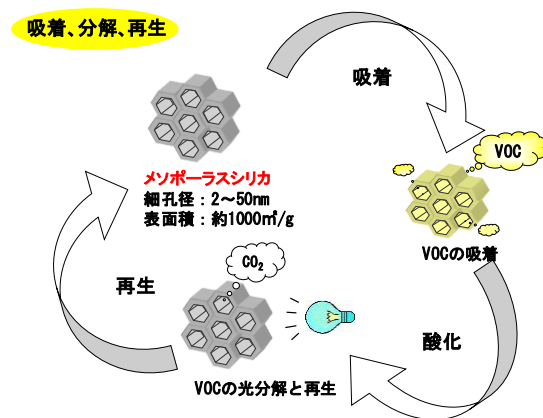 吸着、分解、再生
吸着
VOC
メソポーラスシリカ
細孔径：2～50nm
表面積：約1000㎡/g
VOCの吸着
CO₂
再生
酸化
VOCの光分解と再生